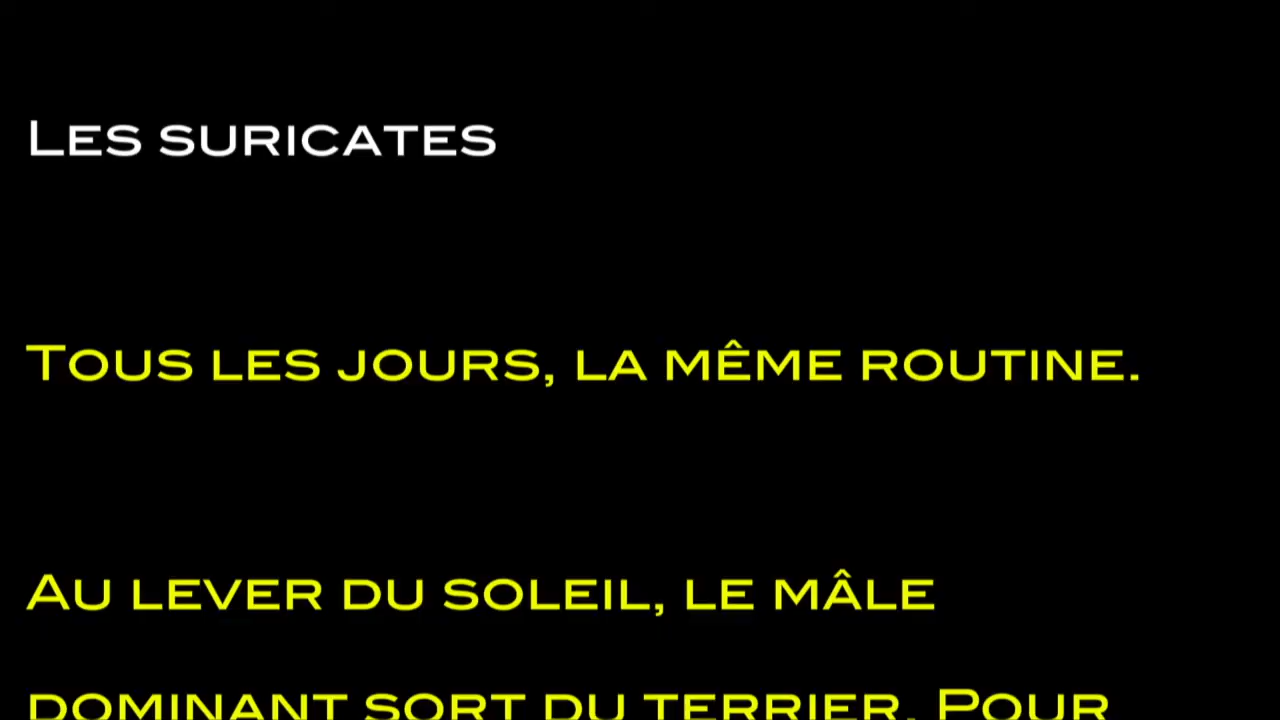 Les suricates
Tous les jours, la même routine.
Au lever du soleil, le mâle
dominant sort du terrier. Pour